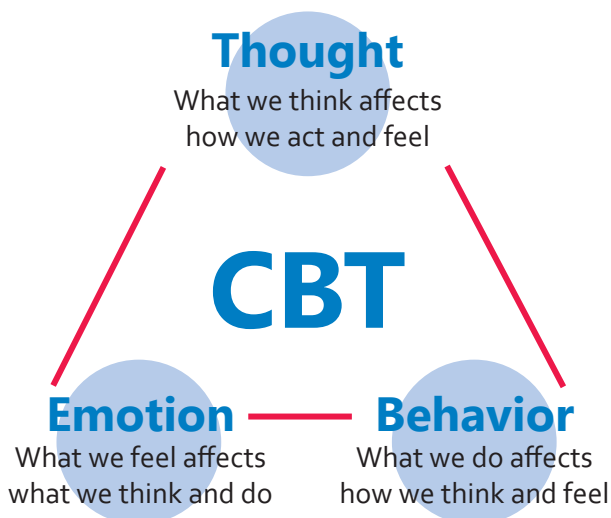 Thought
What we think affects
how we act and feel
CBT
Emotion
What we feel affects
what we think and do
Behavior
What we do affects
how we think and feel